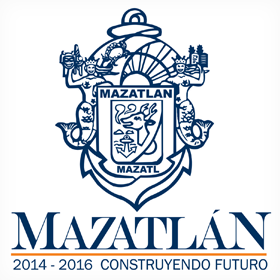 MAZATLAN
MAZATL
MAZATLÁN
2014 - 2016 CONSTRUYENDO FUTURO